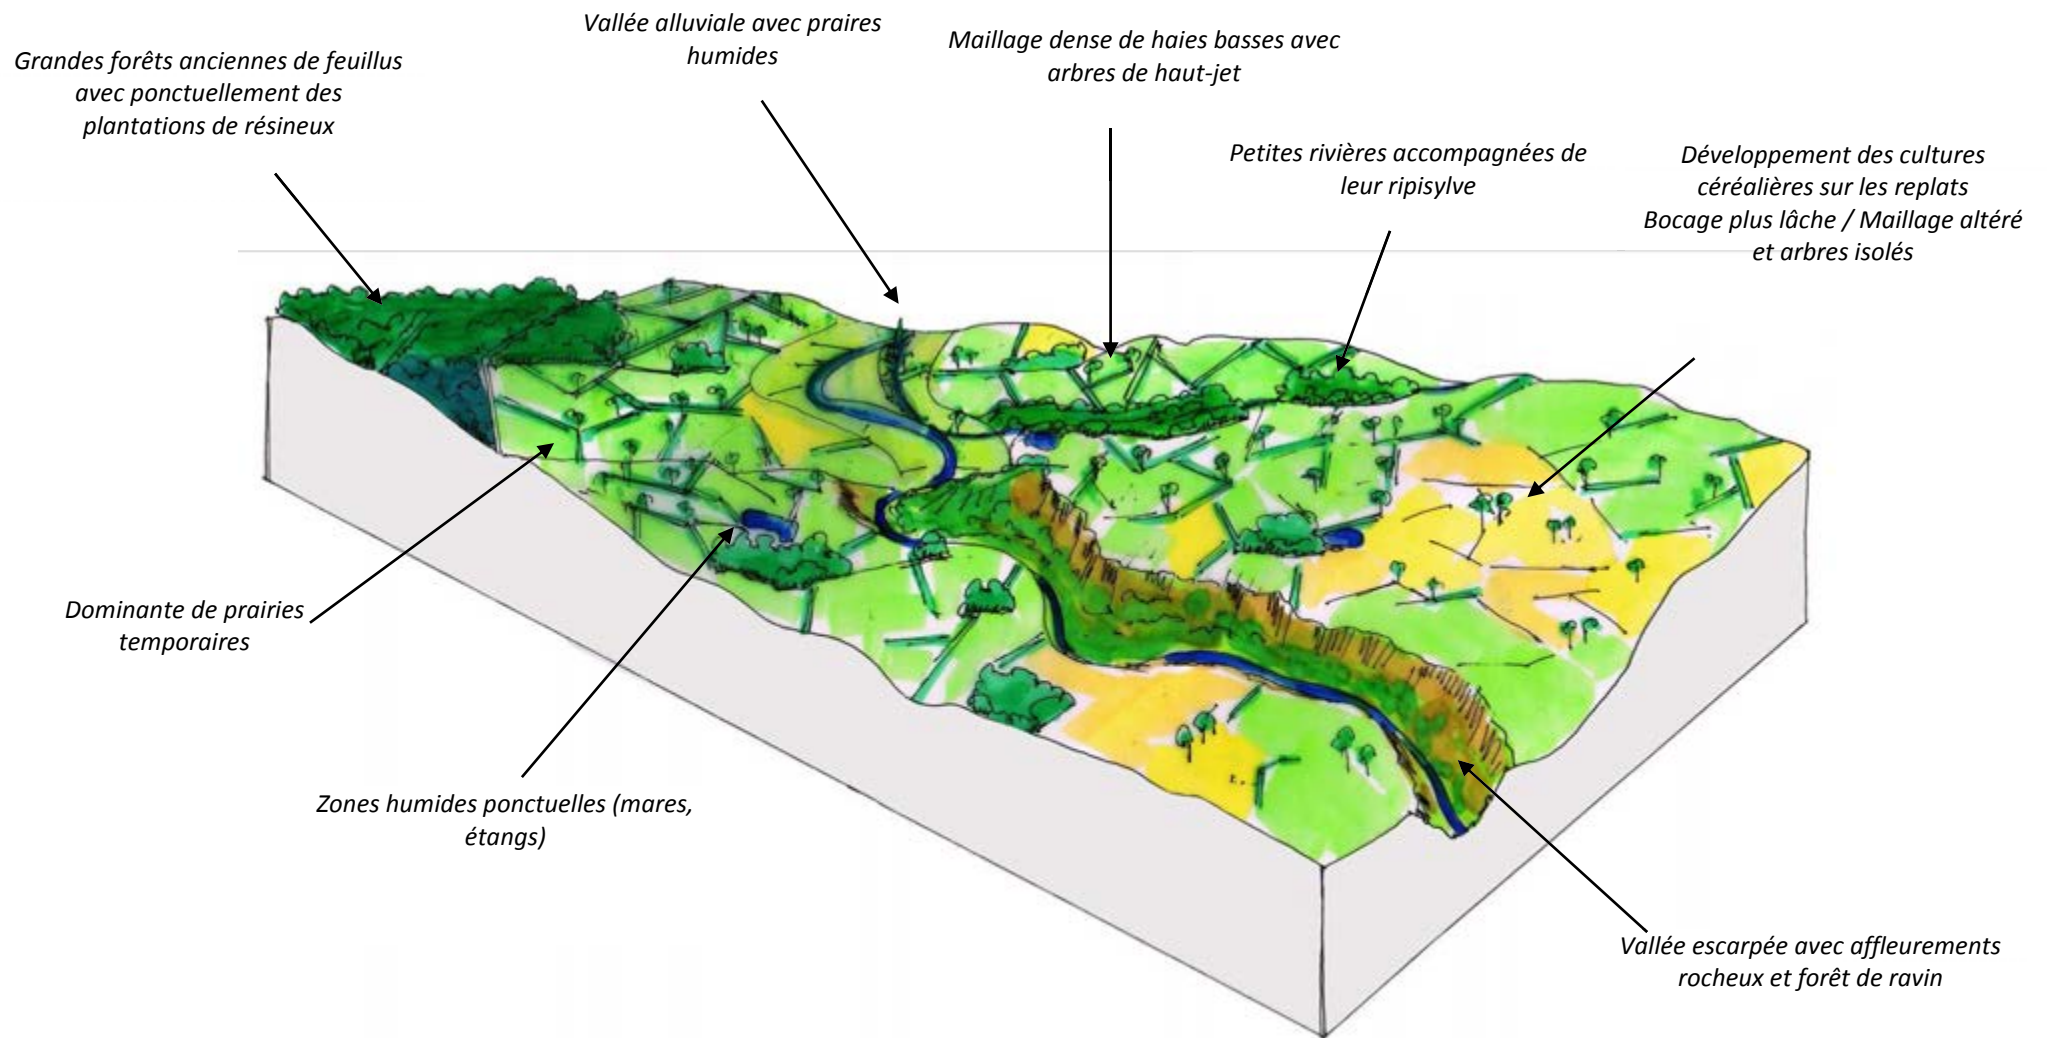 Vallée alluviale avec praires
humides
Grandes forêts anciennes de feuillus
avec ponctuellement des
plantations de résineux
Maillage dense de haies basses avec
arbres de haut-jet
Petites rivières accompagnées de
leur ripisylve
Développement des cultures
céréalières sur les replats
Bocage plus lâche / Maillage altéré
et arbres isolés
Dominante de prairies
temporaires
Zones humides ponctuelles (mares,
étangs)
Vallée escarpée avec affleurements
rocheux et forêt de ravin